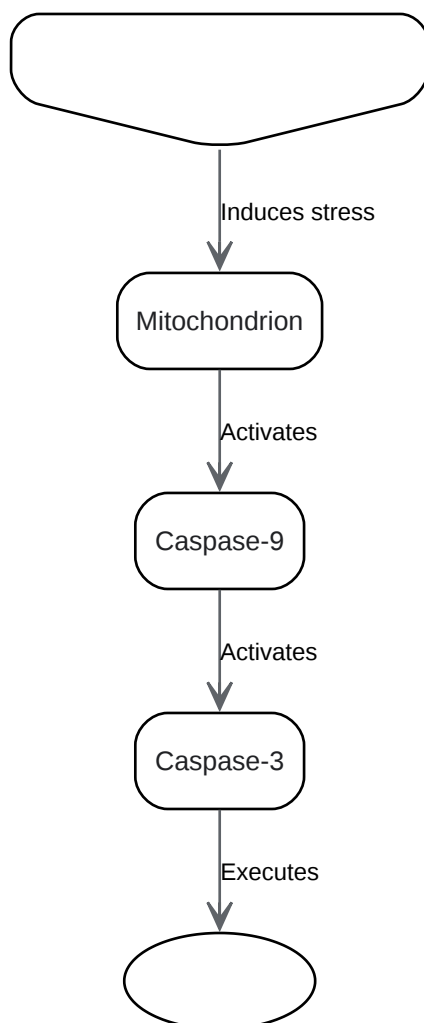 Induces stress
Mitochondrion
Activates
Caspase-9
Activates
Caspase-3
Executes